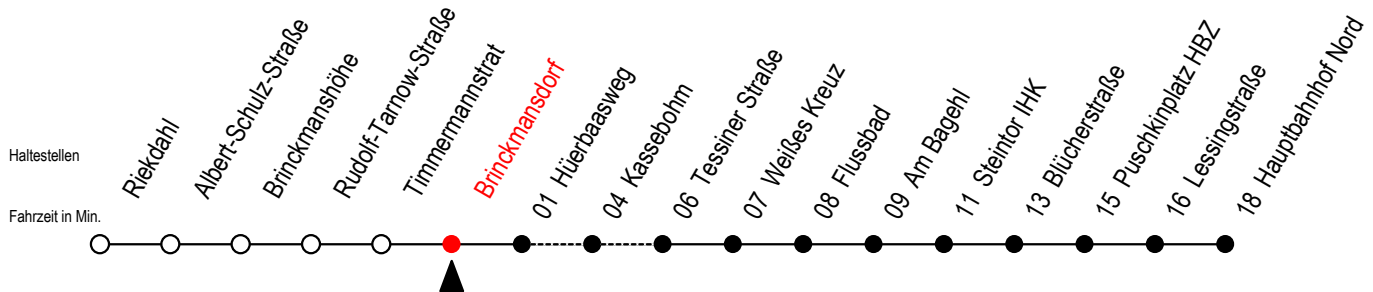 Haltestellen
Fahrzeit in Min.
Riekdahl
Albert-Schulz-Straße
Brinckmanshöhe
Rudolf-Tarnow-Straße
Timmermannstrat
Brinckmansdorf
01 Hüerbaasweg
04 Kassebohm
06 Tessiner Straße
07 Weißes Kreuz
08 Flussbad
09 Am Bagehl
11 Steintor IHK
13 Blücherstraße
15 Puschkinplatz HBZ
16 Lessingstraße
18 Hauptbahnhof Nord